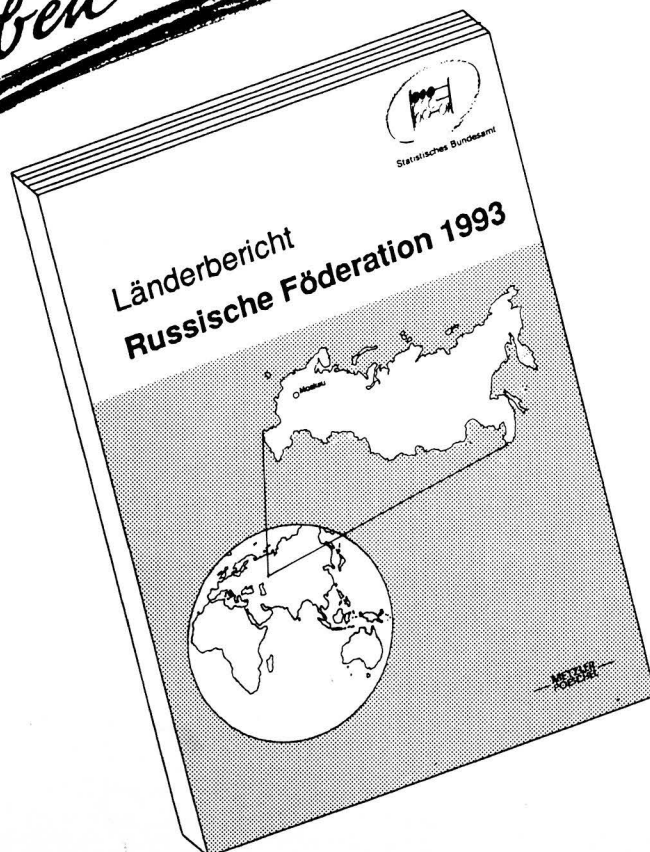 Statistisches Bundesamt
Länderbericht
Russische Föderation 1993
Moskau
METZLER
POESCHEL